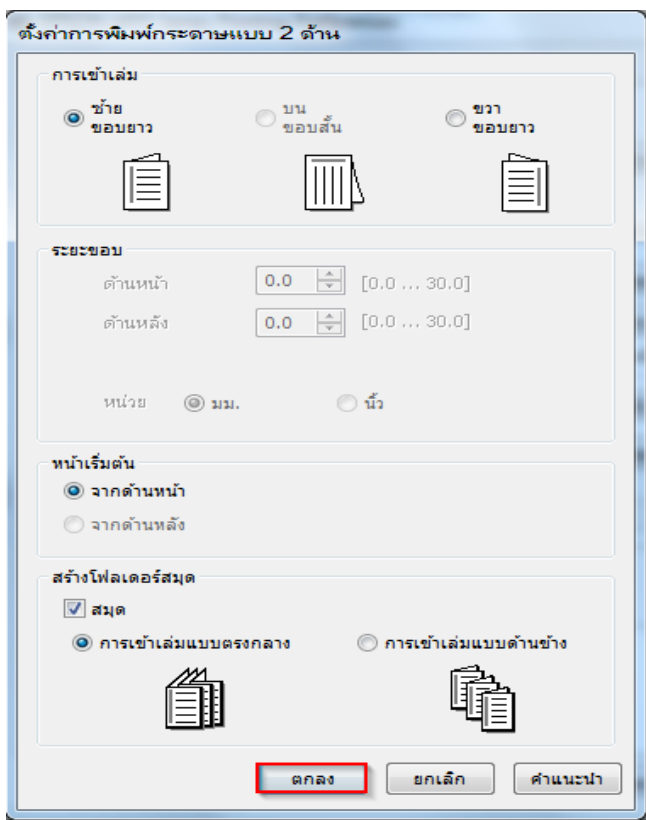 ตั้งค่าการพิมพ์กระดาษแบบ 2 ด้าน
การเข้าเล่ม
ซ้าย
ขอบยาว
บน
ขอบสั้น
ขวา
ขอบยาว
ระยะขอบ
ด้านหน้า 0.0 [0.0 ... 30.0]
ด้านหลัง 0.0 [0.0 ... 30.0]
หน่วย มม. นิ้ว
หน้าเริ่มต้น
จากด้านหน้า
จากด้านหลัง
สร้างโฟลเดอร์สมุด
สมุด
การเข้าเล่มแบบตรงกลาง การเข้าเล่มแบบด้านข้าง
ตกลง ยกเลิก คำแนะนำ